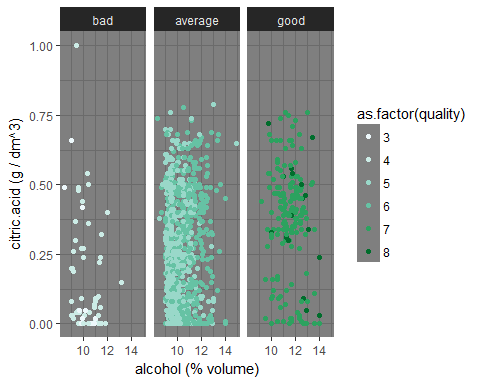 bad average good
citric.acid (g / dm^3)
1.00
0.75
0.50
0.25
0.00
10 12 14 10 12 14 10 12 14
alcohol (% volume)
as.factor(quality)
3
4
5
6
7
8